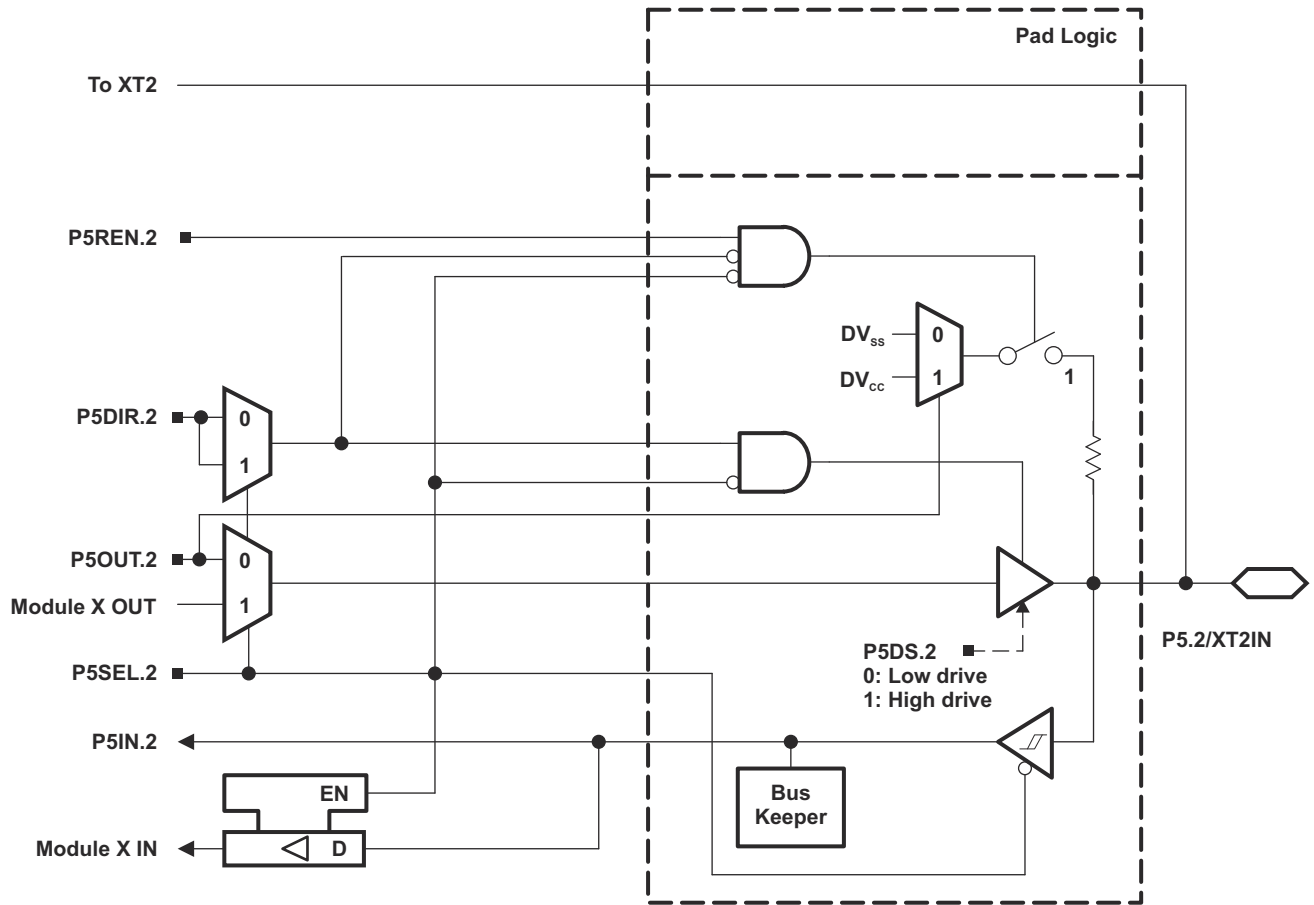 Pad Logic
To XT2
P5REN.2
DVSS
0
DVCC
1
1
P5DIR.2
0
1
P5OUT.2
0
Module X OUT
1
P5SEL.2
P5DS.2
0: Low drive
1: High drive
P5.2/XT2IN
P5IN.2
EN
Bus
Keeper
Module X IN
D